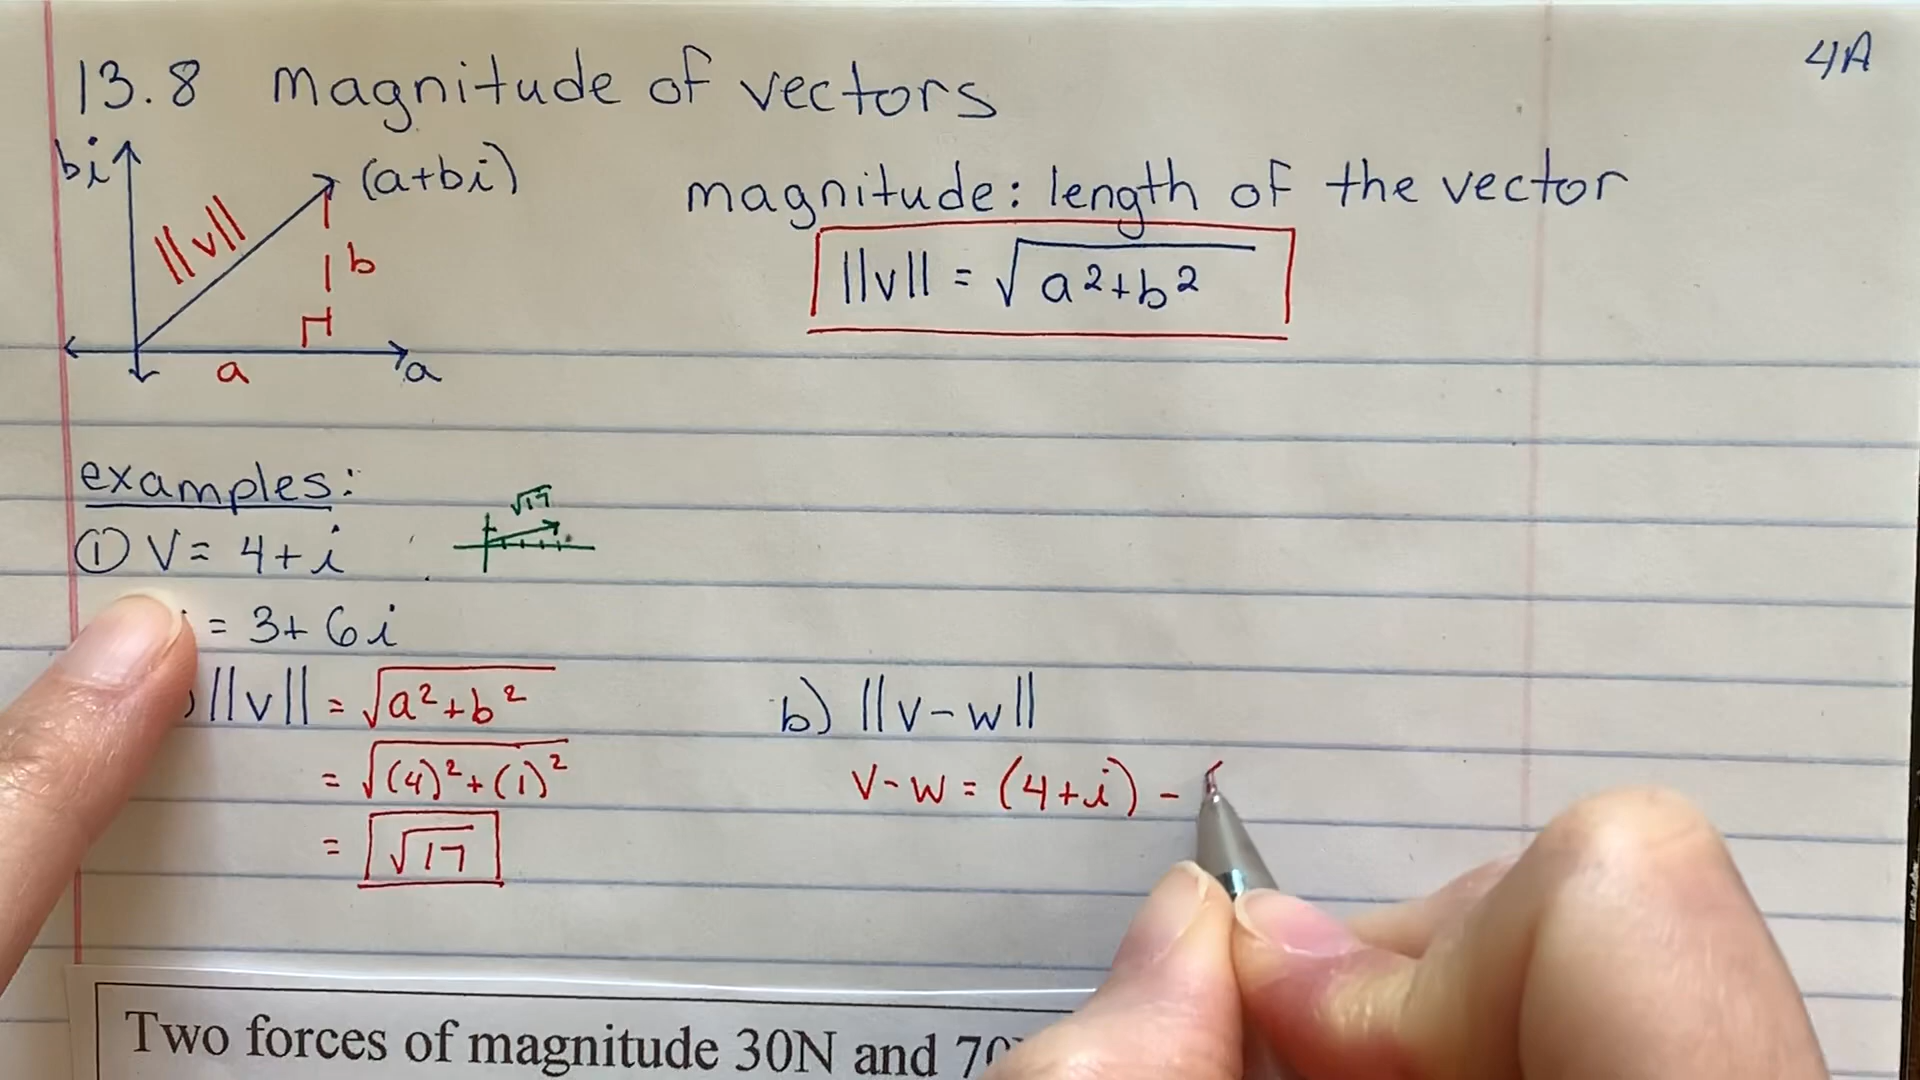 13.8 magnitude of vectors
4A
bi
(a+bi)
||v||
b
a
a
magnitude: length of the vector
||v|| = √a²+b²
examples:
√17
① V = 4+i
= 3+6i
)||v|| = √a²+b²
= √(4)²+(1)²
= √17
b) ||v-w||
V-w = (4+i) - (
Two forces of magnitude 30N and